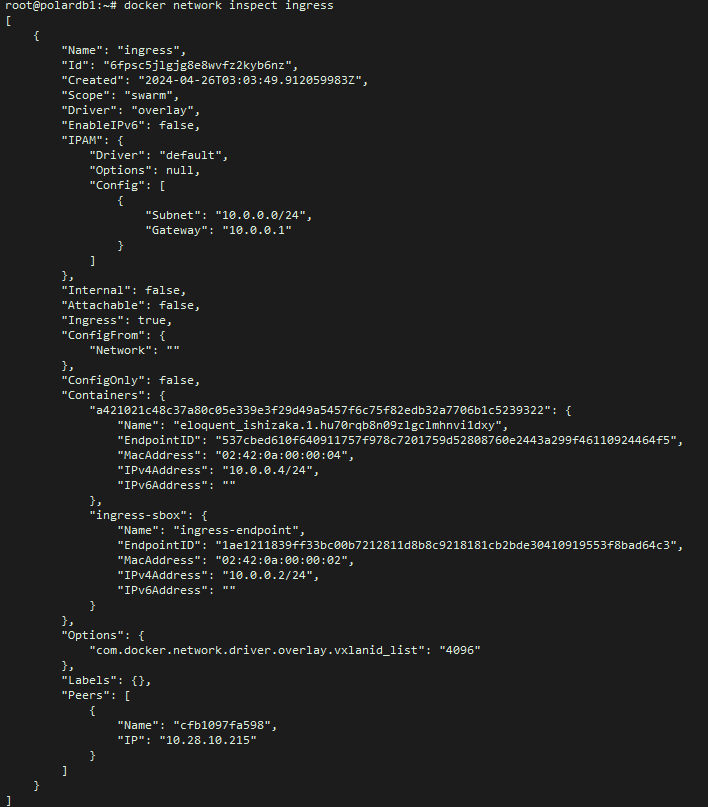 root@polardb1:~# docker network inspect ingress
[
    {
        "Name": "ingress",
        "Id": "6fpsc5jlgjg8e8wvfz2kyb6nz",
        "Created": "2024-04-26T03:03:49.912059983Z",
        "Scope": "swarm",
        "Driver": "overlay",
        "EnableIPv6": false,
        "IPAM": {
            "Driver": "default",
            "Options": null,
            "Config": [
                {
                    "Subnet": "10.0.0.0/24",
                    "Gateway": "10.0.0.1"
                }
            ]
        },
        "Internal": false,
        "Attachable": false,
        "Ingress": true,
        "ConfigFrom": {
            "Network": ""
        },
        "ConfigOnly": false,
        "Containers": {
            "a421021c48c37a80c05e339e3f29d49a5457f6c75f82edb32a7706b1c5239322": {
                "Name": "eloquent_ishizaka.1.hu70rqb8n09zlgclmhnvi1dxy",
                "EndpointID": "537cbed610f640911757f978c7201759d52808760e2443a299f46110924464f5",
                "MacAddress": "02:42:0a:00:00:04",
                "IPv4Address": "10.0.0.4/24",
                "IPv6Address": ""
            },
            "ingress-sbox": {
                "Name": "ingress-endpoint",
                "EndpointID": "1ae1211839ff33bc00b7212811d8b8c9218181cb2bde30410919553f8bad64c3",
                "MacAddress": "02:42:0a:00:00:02",
                "IPv4Address": "10.0.0.2/24",
                "IPv6Address": ""
            }
        },
        "Options": {
            "com.docker.network.driver.overlay.vxlanid_list": "4096"
        },
        "Labels": {},
        "Peers": [
            {
                "Name": "cfb1097fa598",
                "IP": "10.28.10.215"
            }
        ]
    }
]